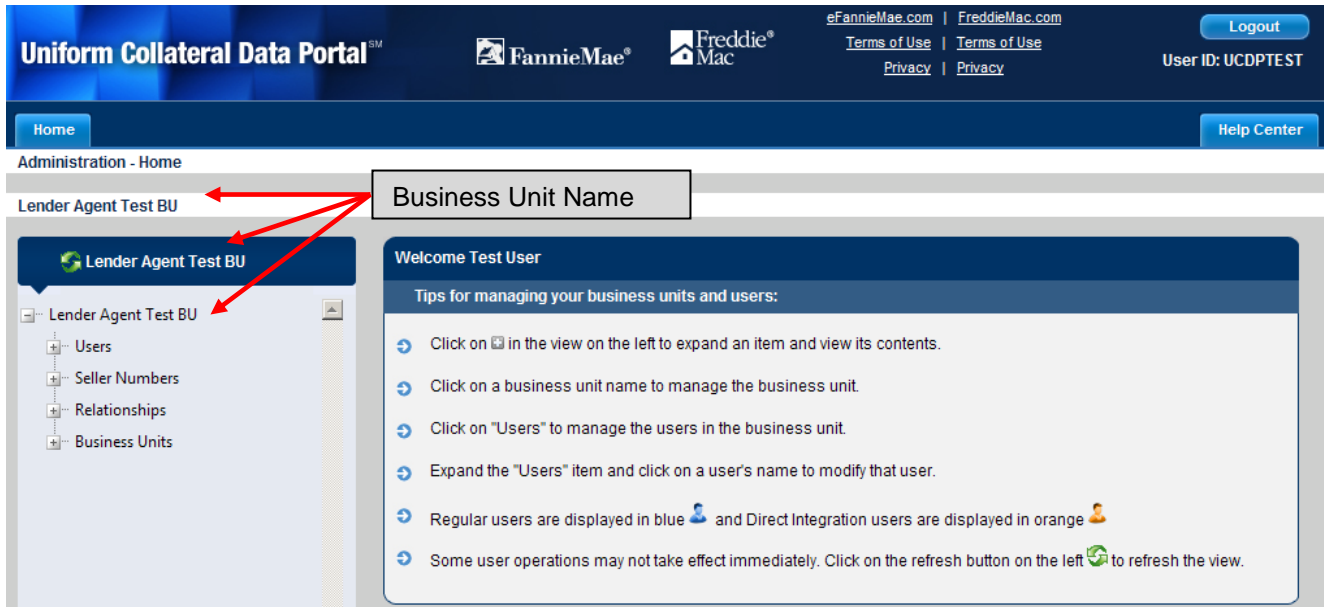 eFannieMae.com | FreddieMac.com
Uniform Collateral Data Portal℠
FannieMae®
Freddie Mac®
Terms of Use | Terms of Use
Privacy | Privacy
Logout
User ID: UCDPTEST
Home
Help Center
Administration - Home
Business Unit Name
Lender Agent Test BU
Lender Agent Test BU
Lender Agent Test BU
Users
Seller Numbers
Relationships
Business Units
Welcome Test User
Tips for managing your business units and users:
Click on in the view on the left to expand an item and view its contents.
Click on a business unit name to manage the business unit.
Click on "Users" to manage the users in the business unit.
Expand the "Users" item and click on a user's name to modify that user.
Regular users are displayed in blue and Direct Integration users are displayed in orange
Some user operations may not take effect immediately. Click on the refresh button on the left to refresh the view.